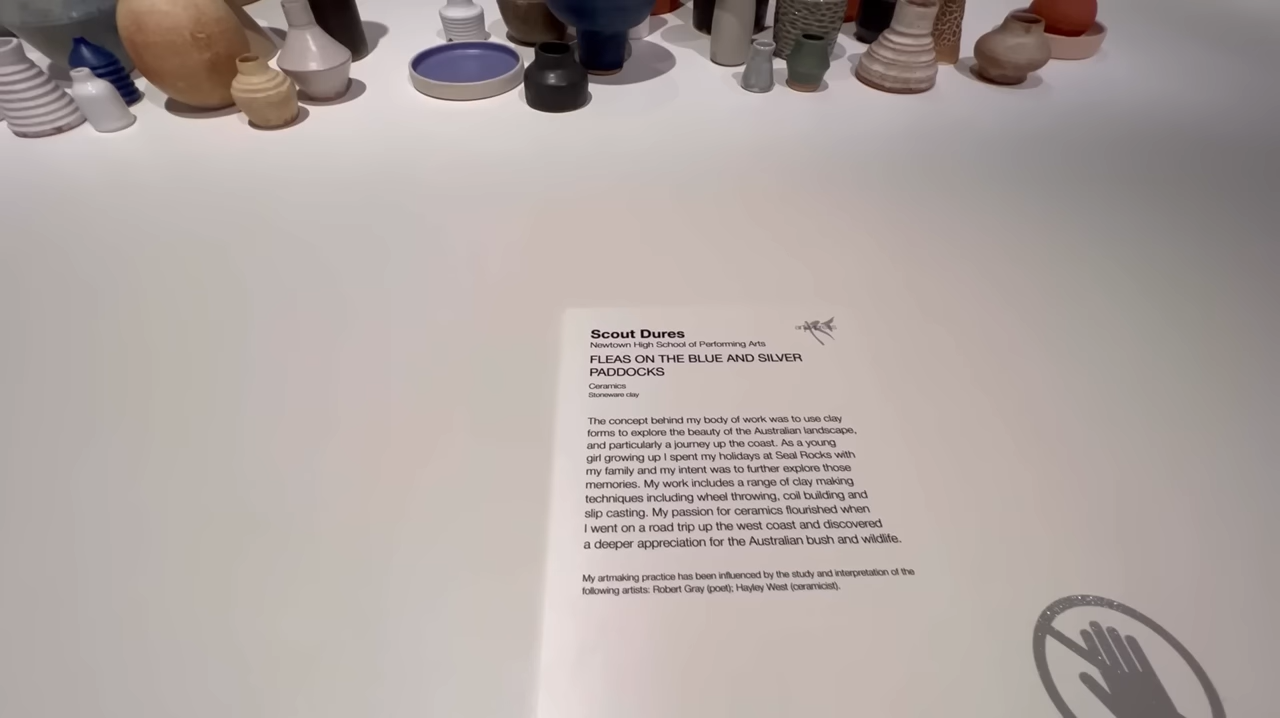 Scout Dures
Newtown High School of Performing Arts
FLEAS ON THE BLUE AND SILVER
PADDOCKS
Ceramics
Stoneware clay
The concept behind my body of work was to use clay
forms to explore the beauty of the Australian landscape,
and particularly a journey up the coast. As a young
girl growing up I spent my holidays at Seal Rocks with
my family and my intent was to further explore those
memories. My work includes a range of clay making
techniques including wheel throwing, coil building and
slip casting. My passion for ceramics flourished when
I went on a road trip up the west coast and discovered
a deeper appreciation for the Australian bush and wildlife.
My artmaking practice has been influenced by the study and interpretation of the
following artists: Robert Gray (poet); Hayley West (ceramicist).